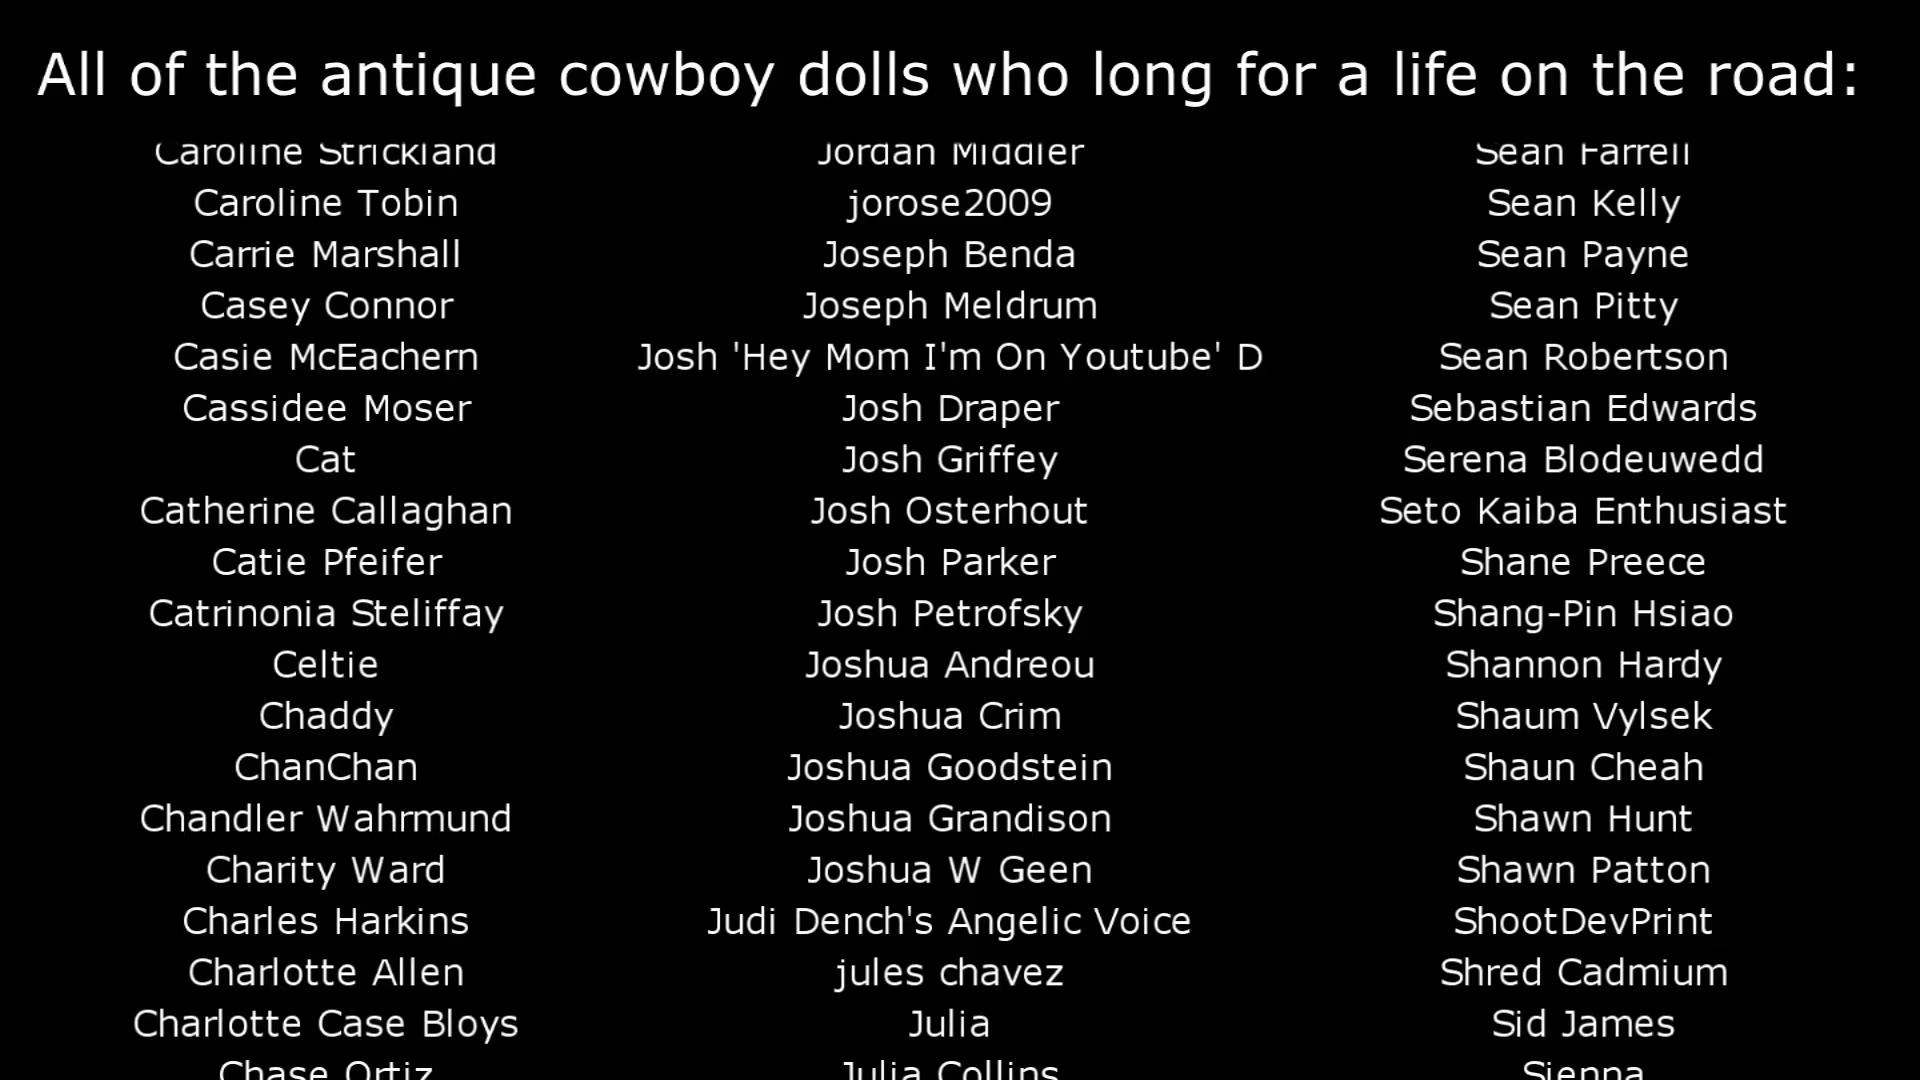 All of the antique cowboy dolls who long for a life on the road:
Caroline Strickland
Caroline Tobin
Carrie Marshall
Casey Connor
Casie McEachern
Cassidee Moser
Cat
Catherine Callaghan
Catie Pfeifer
Catrinonia Steliffay
Celtie
Chaddy
ChanChan
Chandler Wahrmund
Charity Ward
Charles Harkins
Charlotte Allen
Charlotte Case Bloys
Chase Ortiz
Jordan Middler
jorose2009
Joseph Benda
Joseph Meldrum
Josh 'Hey Mom I'm On Youtube' D
Josh Draper
Josh Griffey
Josh Osterhout
Josh Parker
Josh Petrofsky
Joshua Andreou
Joshua Crim
Joshua Goodstein
Joshua Grandison
Joshua W Geen
Judi Dench's Angelic Voice
jules chavez
Julia
Julia Collins
Sean Farrell
Sean Kelly
Sean Payne
Sean Pitty
Sean Robertson
Sebastian Edwards
Serena Blodeuwedd
Seto Kaiba Enthusiast
Shane Preece
Shang-Pin Hsiao
Shannon Hardy
Shaum Vylsek
Shaun Cheah
Shawn Hunt
Shawn Patton
ShootDevPrint
Shred Cadmium
Sid James
Sienna